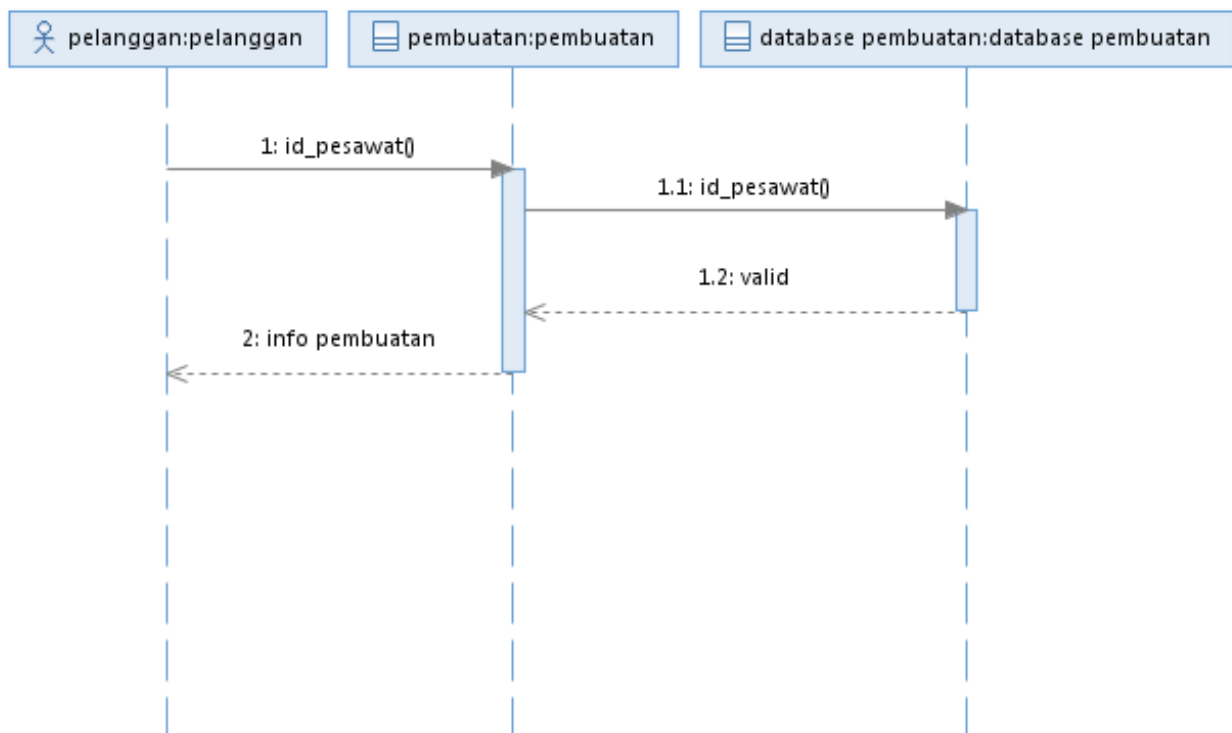 pelanggan:pelanggan
pembuatan:pembuatan
database pembuatan:database pembuatan
1: id_pesawat()
1.1: id_pesawat()
1.2: valid
2: info pembuatan